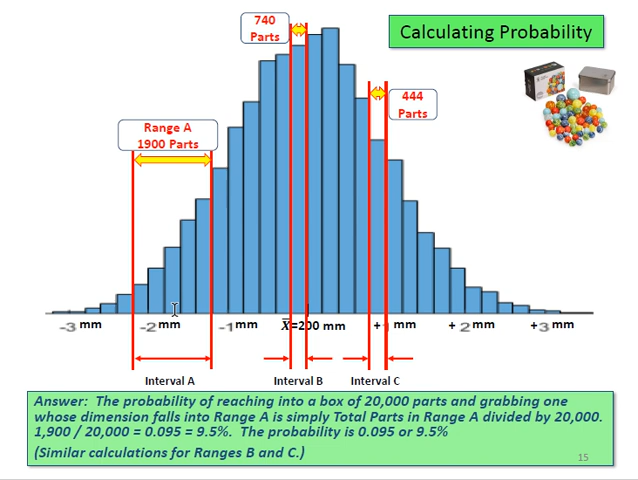 Calculating Probability
740
Parts
444
Parts
Range A
1900 Parts
-3 mm -2 mm -1 mm X̄=200 mm + mm + 2 mm +3 mm
Interval A Interval B Interval C
Answer: The probability of reaching into a box of 20,000 parts and grabbing one
whose dimension falls into Range A is simply Total Parts in Range A divided by 20,000.
1,900 / 20,000 = 0.095 = 9.5%. The probability is 0.095 or 9.5%
(Similar calculations for Ranges B and C.)
15